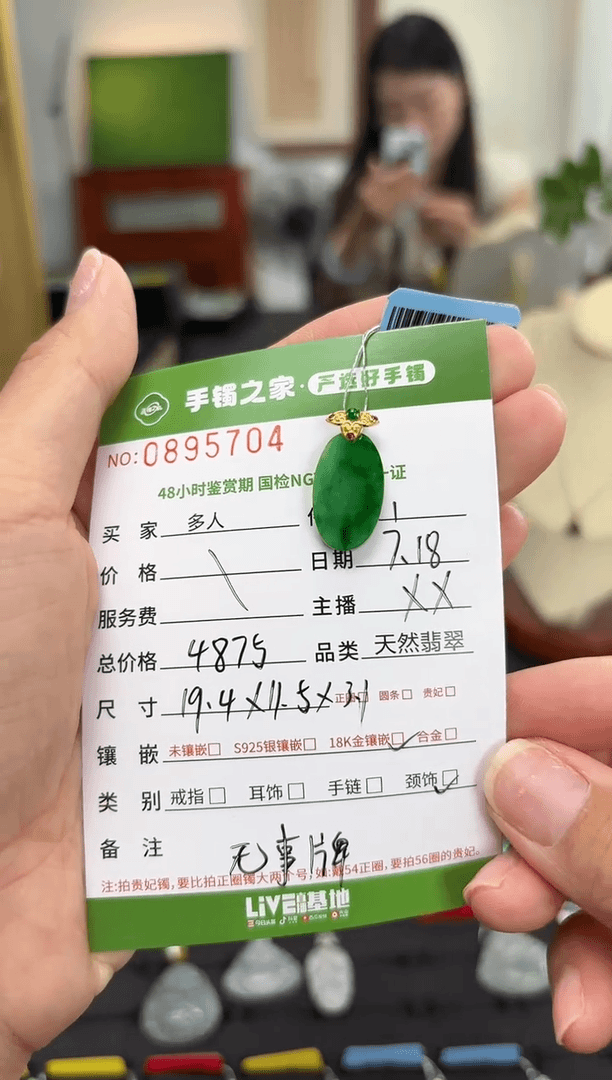 手镯之家·严选好手镯
NO:0895704
48小时鉴赏期 国检NG 一证
买 家 多人 1
价 格 \ 日期 7.18
服务费 主播 XX
总价格 4875 品类 天然翡翠
尺 寸 19.4X11.5X3.1 正圈□ 圆条□ 贵妃□
镶 嵌 未镶嵌□ S925银镶嵌□ 18K金镶嵌□✓ 合金□
类 别 戒指□ 耳饰□ 手链□ 颈饰□✓
备 注 无事牌
注:拍贵妃镯,要比拍正圈镯大两个号,如:戴54正圈,要拍56圈的贵妃。
LiVE 基地